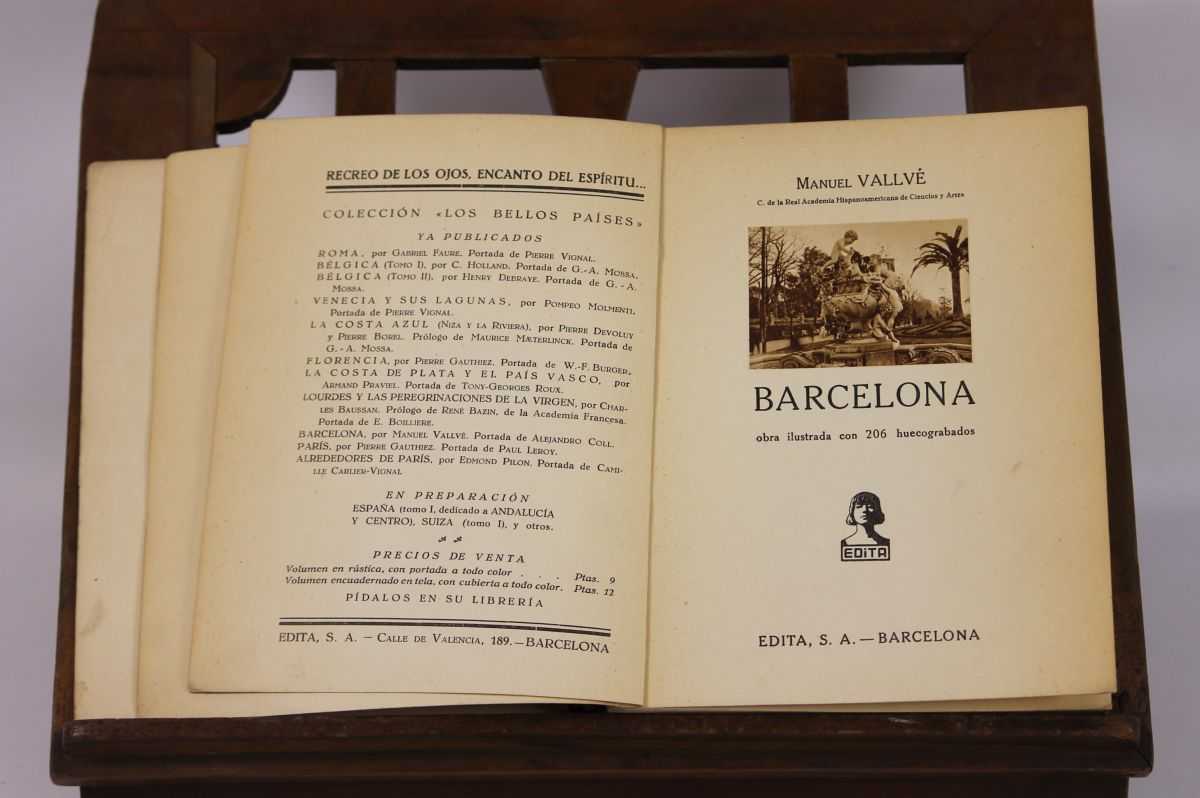 RECREO DE LOS OJOS, ENCANTO DEL ESPÍRITU...
COLECCIÓN «LOS BELLOS PAÍSES»
YA PUBLICADOS
ROMA, por GABRIEL FAURE. Portada de PIERRE VIGNAL.
BÉLGICA (TOMO I), por C. HOLLAND. Portada de G.-A. MOSSA.
BÉLGICA (TOMO II), por HENRY DEBRAYE. Portada de G. - A.
MOSSA.
VENECIA Y SUS LAGUNAS, por POMPEO MOLMENTI.
Portada de PIERRE VIGNAL.
LA COSTA AZUL (NIZA Y LA RIVIERA), por PIERRE DEVOLUY
y PIERRE BOREL. Prólogo de MAURICE MÆTERLINCK. Portada de
G. - A. MOSSA.
FLORENCIA, por PIERRE GAUTHIEZ. Portada de W.-F. BURGER.
LA COSTA DE PLATA Y EL PAÍS VASCO, por
ARMAND PRAVIEL. Portada de TONY-GEORGES ROUX.
LOURDES Y LAS PEREGRINACIONES DE LA VIRGEN, por CHAR-
LES BAUSSAN. Prólogo de RENÉ BAZIN, de la Academia Francesa.
Portada de E. BOILLIERE.
BARCELONA, por MANUEL VALLVÉ. Portada de ALEJANDRO COLL.
PARÍS, por PIERRE GAUTHIEZ. Portada de PAUL LEROY.
ALREDEDORES DE PARÍS, por EDMOND PILON. Portada de CAMI-
LLE CARLIER-VIGNAL
EN PREPARACIÓN
ESPAÑA (tomo I, dedicado a ANDALUCÍA
Y CENTRO), SUIZA (tomo I), y otros.
PRECIOS DE VENTA
Volumen en rústica, con portada a todo color . . . Ptas. 9
Volumen encuadernado en tela, con cubierta a todo color. Ptas. 12
PÍDALOS EN SU LIBRERÍA
EDITA, S. A. — CALLE DE VALENCIA, 189. — BARCELONA
MANUEL VALLVÉ
C. de la Real Academia Hispanoamericana de Ciencias y Artes
BARCELONA
obra ilustrada con 206 huecograbados
EDITA
EDITA, S. A. — BARCELONA